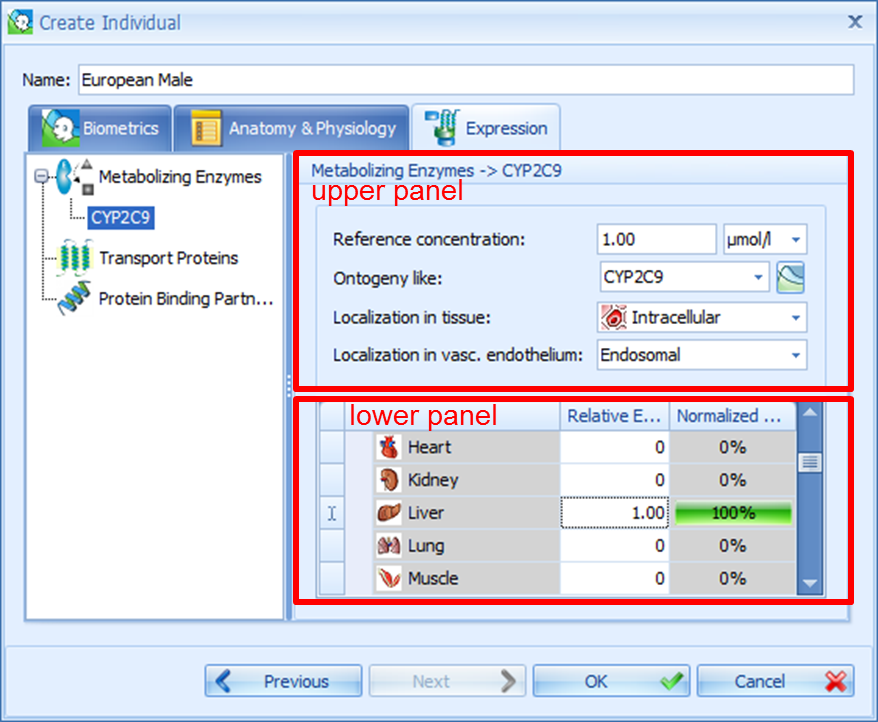 Create Individual
Name: European Male
Biometrics Anatomy & Physiology Expression
Metabolizing Enzymes
CYP2C9
Transport Proteins
Protein Binding Partn...
Metabolizing Enzymes -> CYP2C9
upper panel
Reference concentration: 1.00 µmol/l
Ontogeny like: CYP2C9
Localization in tissue: Intracellular
Localization in vasc. endothelium: Endosomal
lower panel Relative E... Normalized ...
Heart 0 0%
Kidney 0 0%
Liver 1.00 100%
Lung 0 0%
Muscle 0 0%
Previous Next OK Cancel